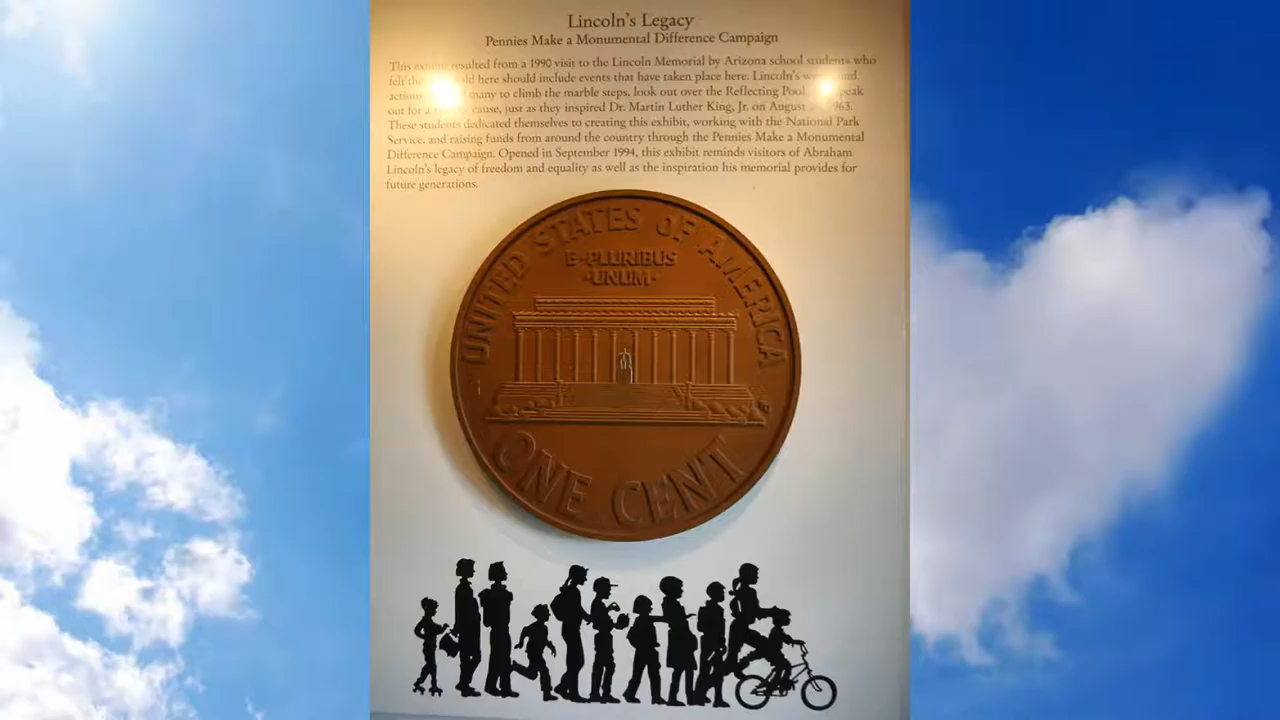 Lincoln's Legacy
Pennies Make a Monumental Difference Campaign
This exhibit resulted from a 1990 visit to the Lincoln Memorial by Arizona school students who
felt the here should include events that have taken place here. Lincoln's and
actions many to climb the marble steps, look out over the Reflecting Pool speak
out for a cause, just as they inspired Dr. Martin Luther King, Jr. on August 1963.
These students dedicated themselves to creating this exhibit, working with the National Park
Service, and raising funds from around the country through the Pennies Make a Monumental
Difference Campaign. Opened in September 1994, this exhibit reminds visitors of Abraham
Lincoln's legacy of freedom and equality as well as the inspiration his memorial provides for
future generations.
UNITED STATES OF AMERICA
E·PLURIBUS
·UNUM·
ONE CENT